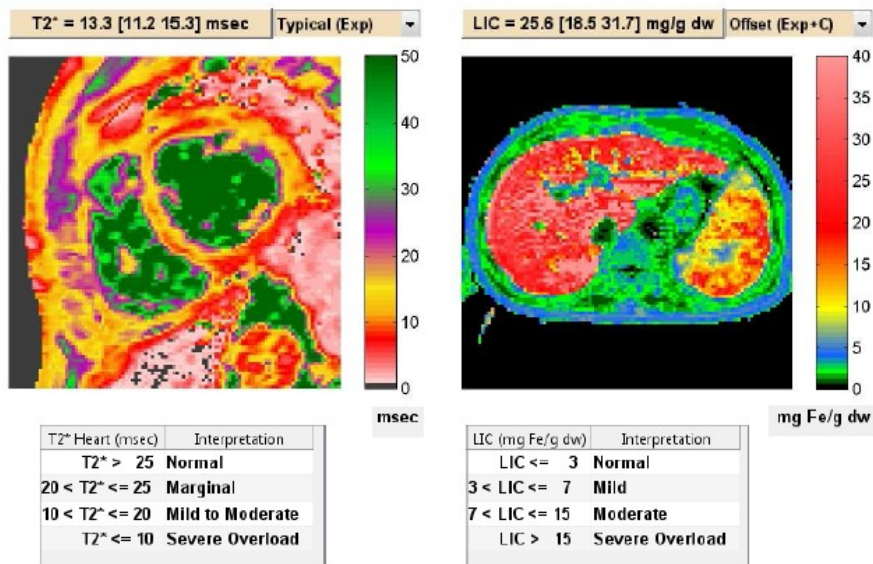 T2* = 13.3 [11.2 15.3] msec
Typical (Exp)
50
40
30
20
10
0
msec
T2* Heart (msec) Interpretation
T2* > 25 Normal
20 < T2* <= 25 Marginal
10 < T2* <= 20 Mild to Moderate
T2* <= 10 Severe Overload
LIC = 25.6 [18.5 31.7] mg/g dw
Offset (Exp+C)
40
35
30
25
20
15
10
5
0
mg Fe/g dw
LIC (mg Fe/g dw) Interpretation
LIC <= 3 Normal
3 < LIC <= 7 Mild
7 < LIC <= 15 Moderate
LIC > 15 Severe Overload